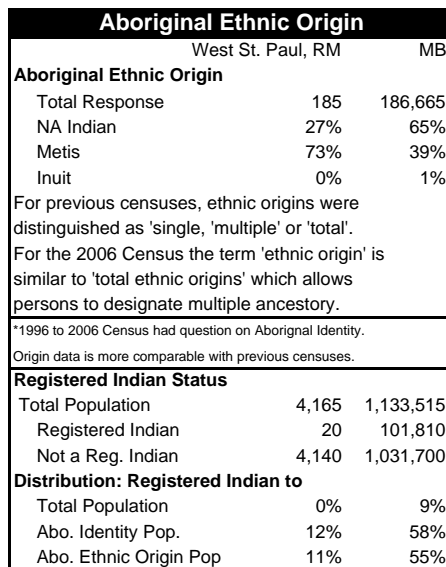 Aboriginal Ethnic Origin
West St. Paul, RM MB
Aboriginal Ethnic Origin
Total Response 185 186,665
NA Indian 27% 65%
Metis 73% 39%
Inuit 0% 1%
For previous censuses, ethnic origins were
distinguished as 'single, 'multiple' or 'total'.
For the 2006 Census the term 'ethnic origin' is
similar to 'total ethnic origins' which allows
persons to designate multiple ancestory.
*1996 to 2006 Census had question on Aborignal Identity.
Origin data is more comparable with previous censuses.
Registered Indian Status
Total Population 4,165 1,133,515
Registered Indian 20 101,810
Not a Reg. Indian 4,140 1,031,700
Distribution: Registered Indian to
Total Population 0% 9%
Abo. Identity Pop. 12% 58%
Abo. Ethnic Origin Pop 11% 55%